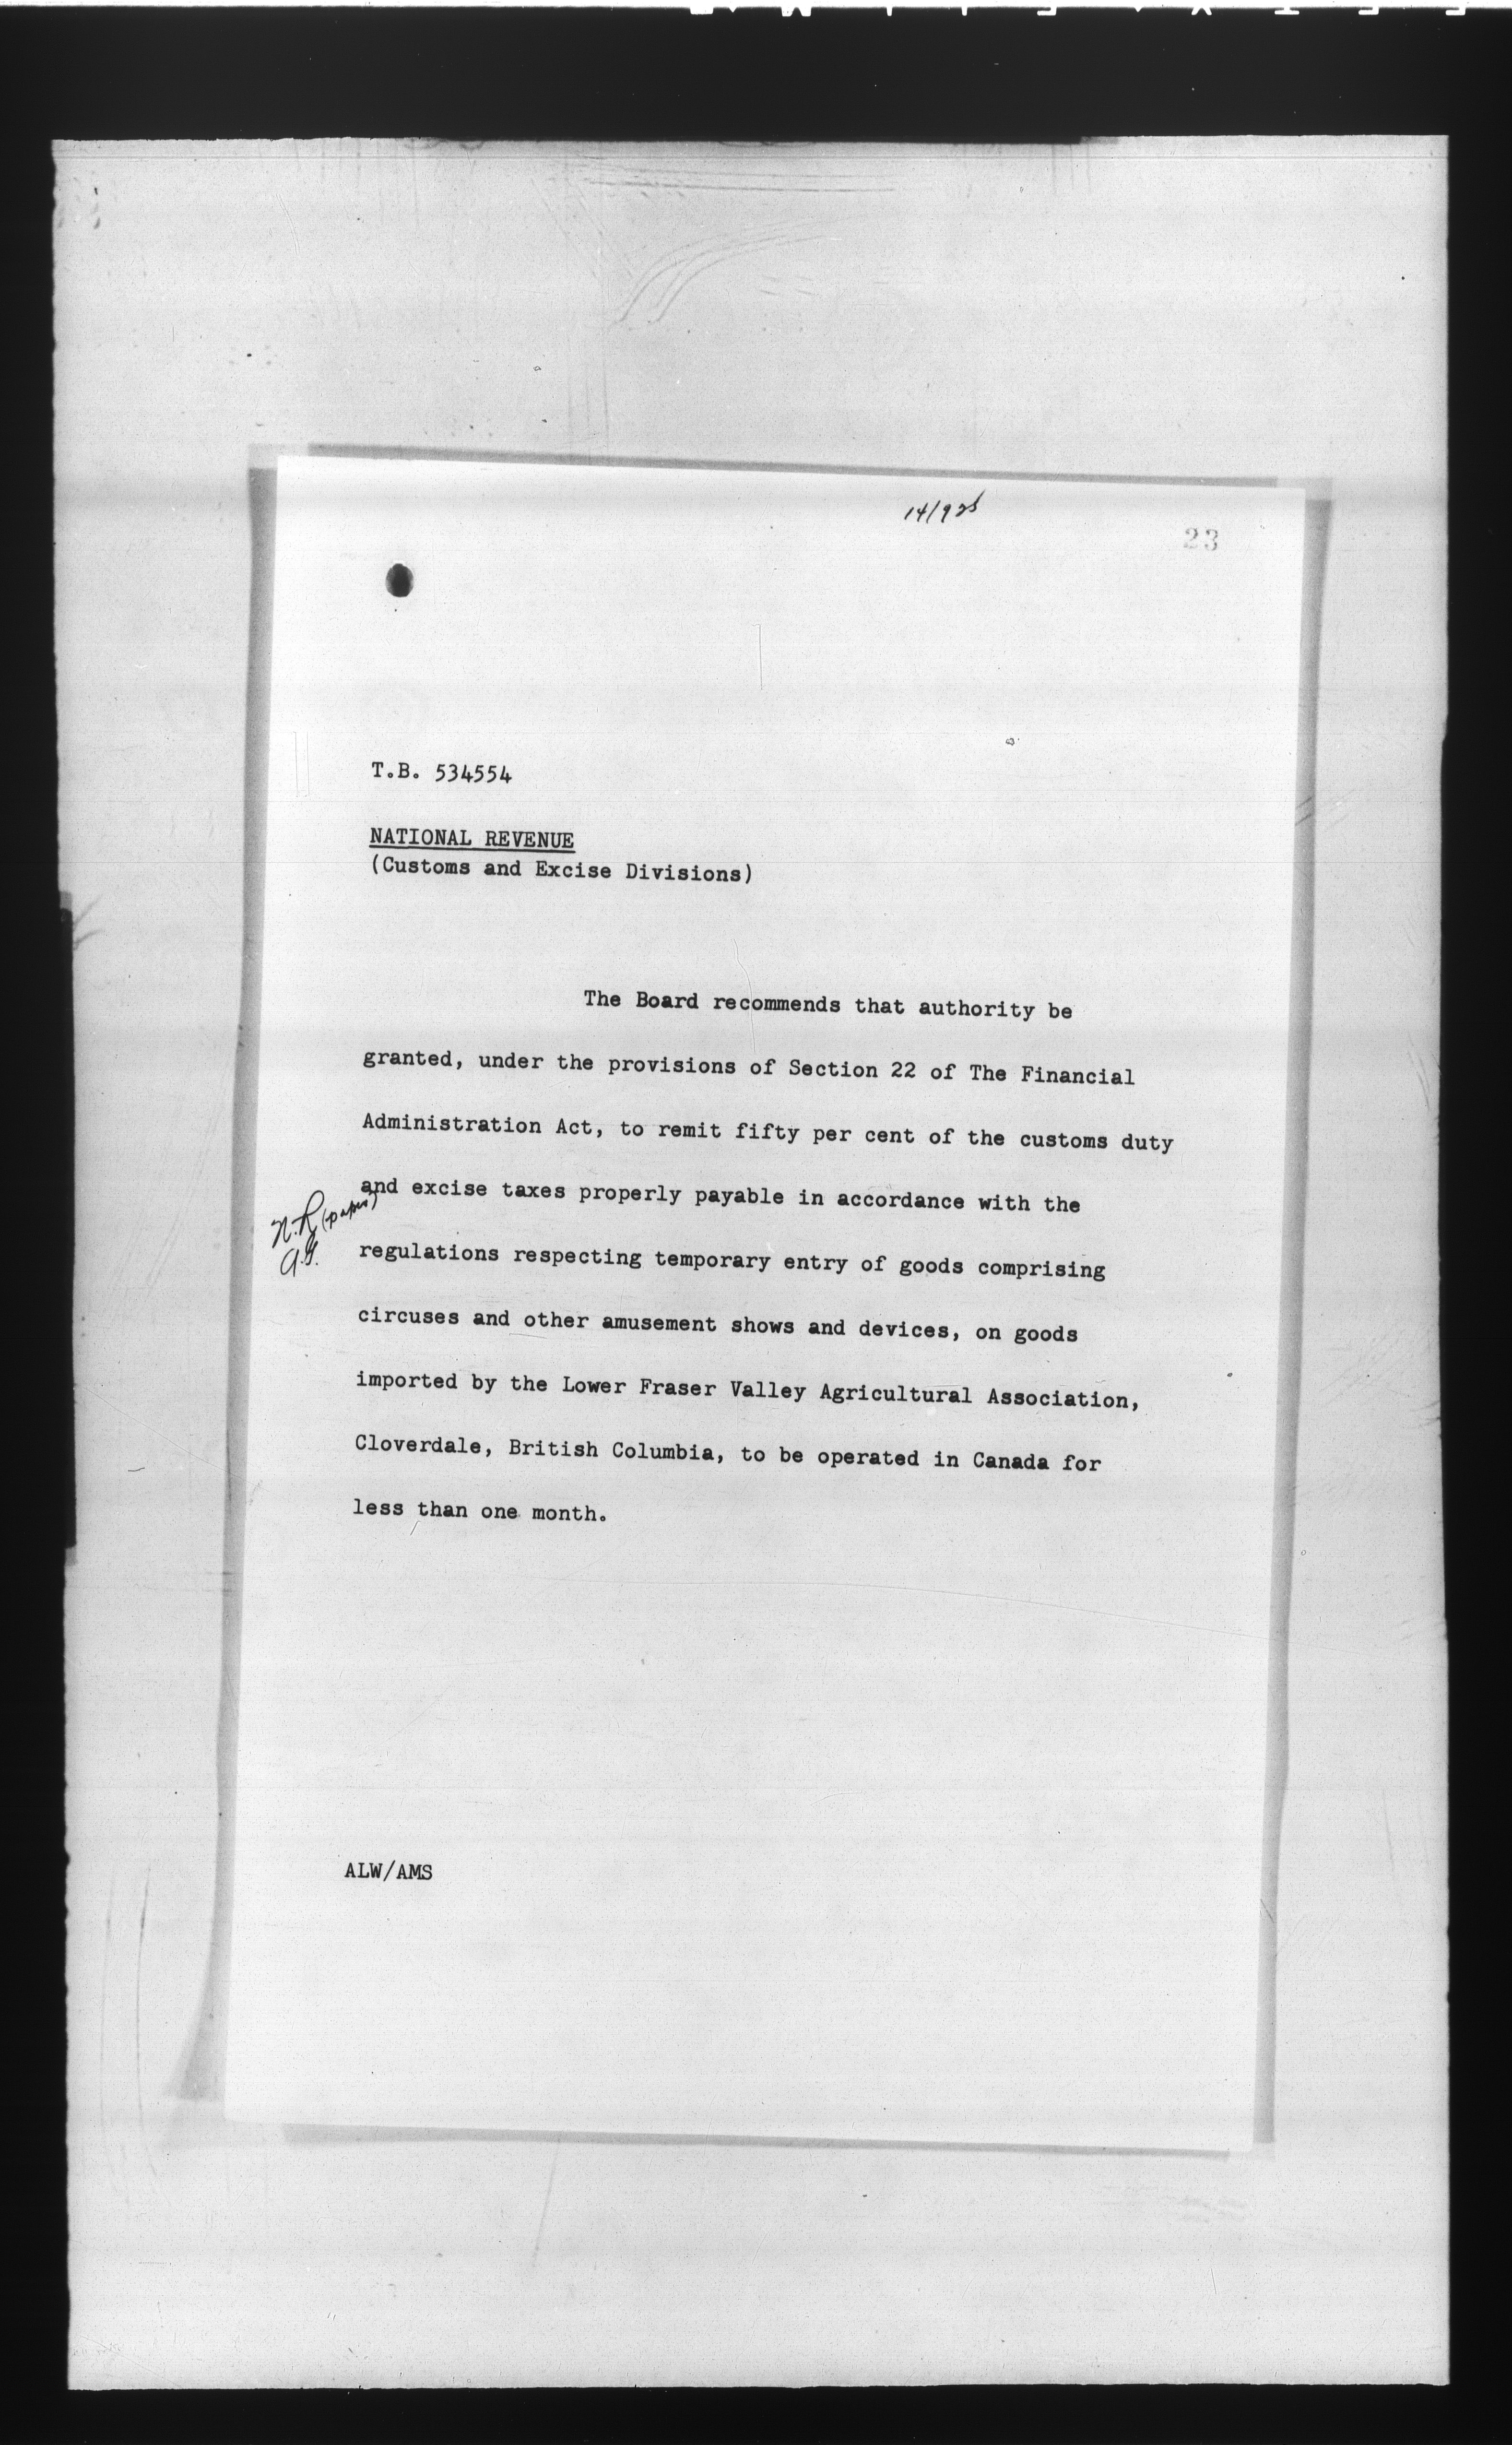 23
T.B. 534554
NATIONAL REVENUE
(Customs and Excise Divisions)
The Board recommends that authority be
granted, under the provisions of Section 22 of The Financial
Administration Act, to remit fifty per cent of the customs duty
and excise taxes properly payable in accordance with the
N.R. (papers)
regulations respecting temporary entry of goods comprising
A.G.
circuses and other amusement shows and devices, on goods
imported by the Lower Fraser Valley Agricultural Association,
Cloverdale, British Columbia, to be operated in Canada for
less than one month.
ALW/AMS